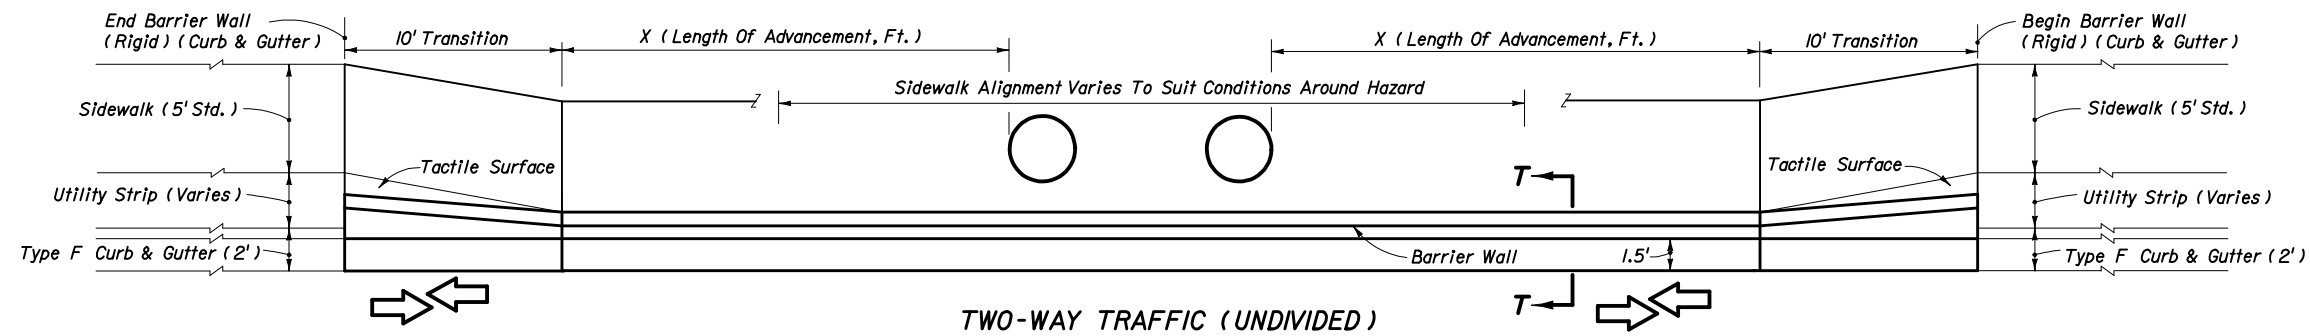 End Barrier Wall
(Rigid) (Curb & Gutter)
10' Transition
X (Length Of Advancement, Ft.)
X (Length Of Advancement, Ft.)
10' Transition
Begin Barrier Wall
(Rigid) (Curb & Gutter)
Sidewalk Alignment Varies To Suit Conditions Around Hazard
Sidewalk (5' Std.)
Sidewalk (5' Std.)
Tactile Surface
Tactile Surface
T
Utility Strip (Varies)
Utility Strip (Varies)
Type F Curb & Gutter (2')
Barrier Wall
1.5'
Type F Curb & Gutter (2')
T
TWO-WAY TRAFFIC (UNDIVIDED)